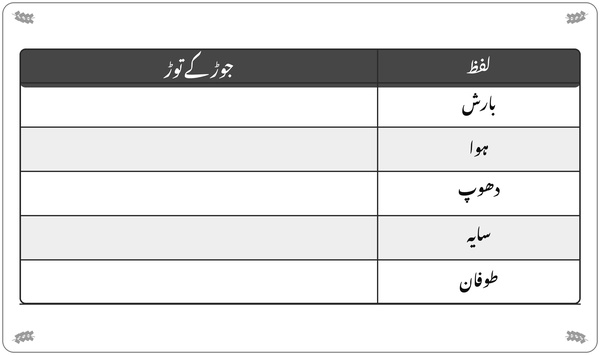 لفظ جوڑ کے توڑ
بارش
ہوا
دھوپ
سایہ
طوفان